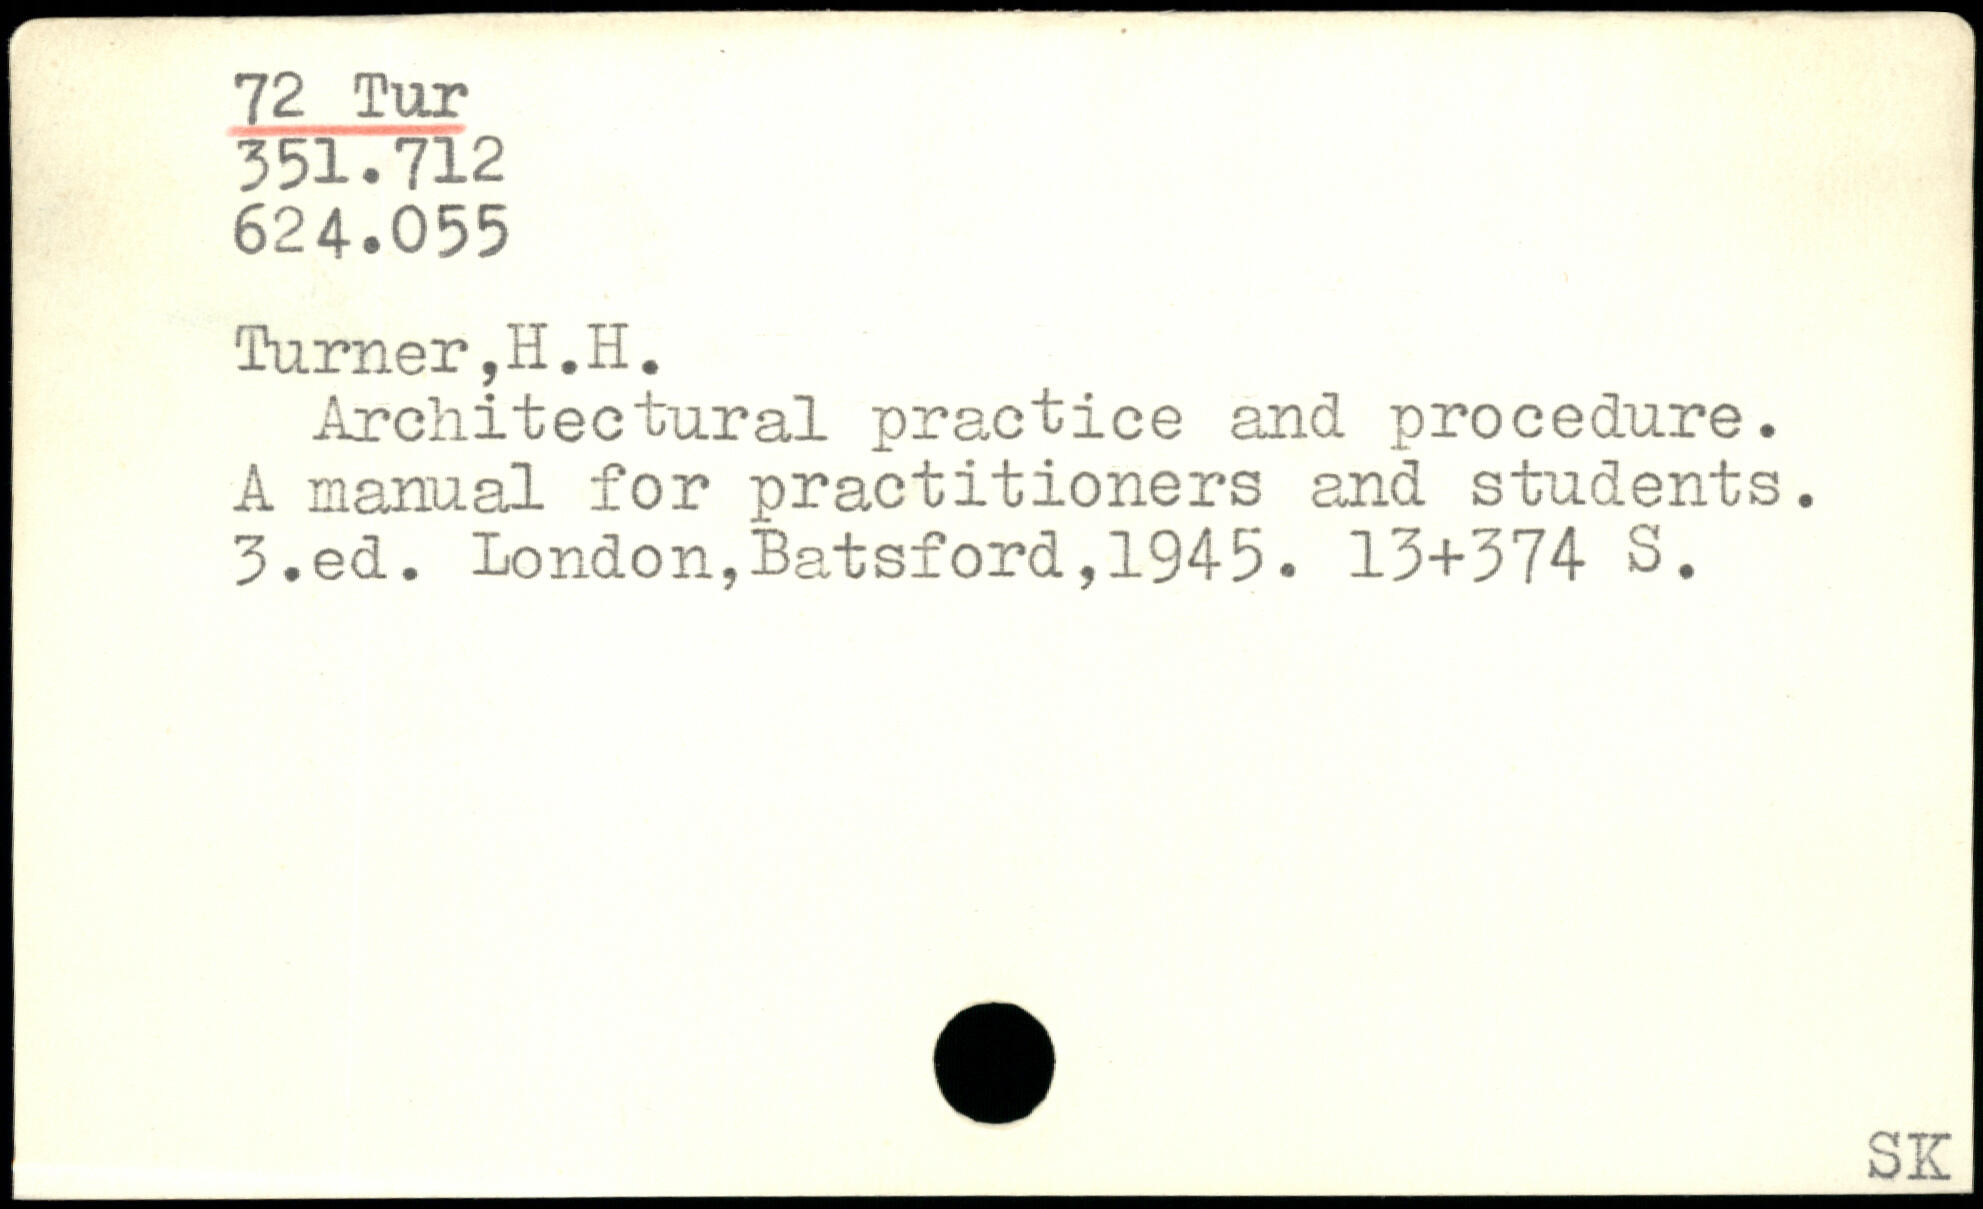 72 Tur
351.712
624.055
Turner,H.H.
Architectural practice and procedure.
A manual for practitioners and students.
3.ed. London,Batsford,1945. 13+374 S.
SK